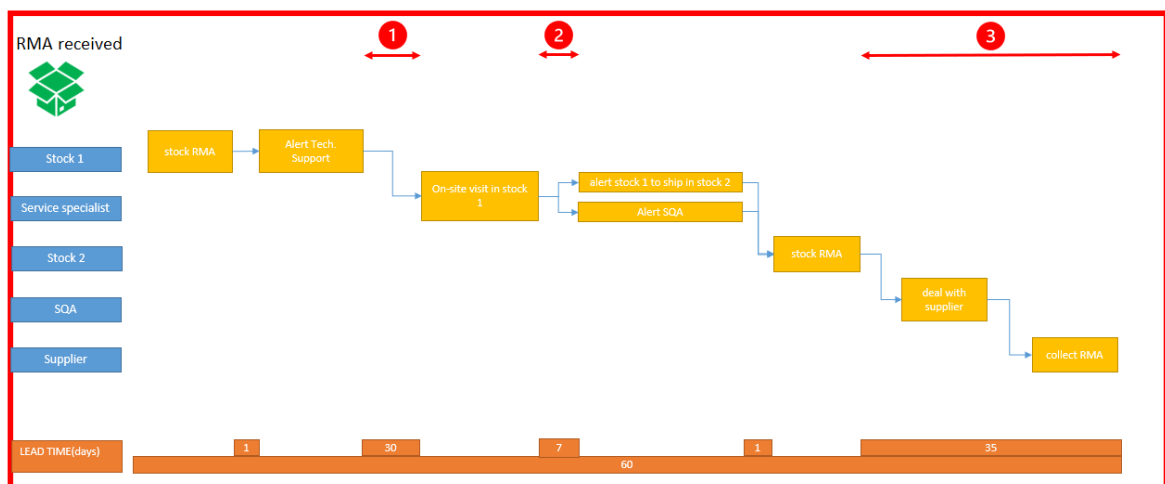 1
2
3
RMA received
stock RMA
Alert Tech.
Support
Stock 1
On-site visit in stock
1
alert stock 1 to ship in stock 2
Alert SQA
Service specialist
Stock 2
stock RMA
SQA
deal with
supplier
Supplier
collect RMA
LEAD TIME(days)
1
30
7
1
35
60